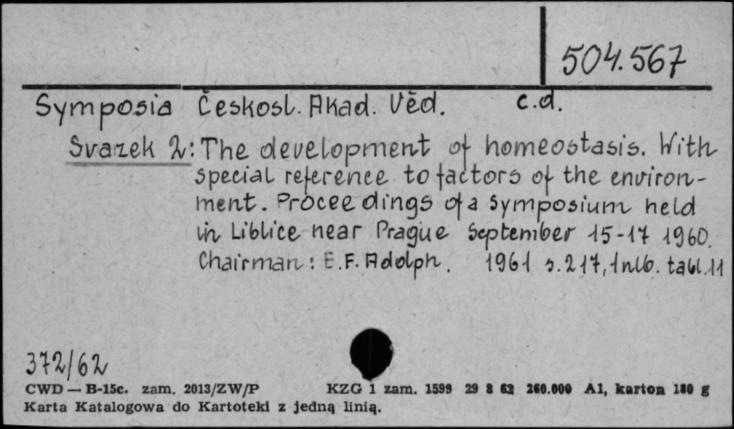 504.567
Symposia Českosl. Akad. Věd. c.d.
Svazek 2: The development of homeostasis. With
special reference to factors of the environ-
ment. Proceedings of a symposium held
in Liblice near Prague September 15-17 1960.
Chairman: E.F. Adolph. 1961 s. 217, 1nlb. tabl. 11
372/62
CWD — B-15c. zam. 2013/ZW/P KZG 1 zam. 1599 29 8 62 260.000 A1, karton 180 g
Karta Katalogowa do Kartoteki z jedną linią.